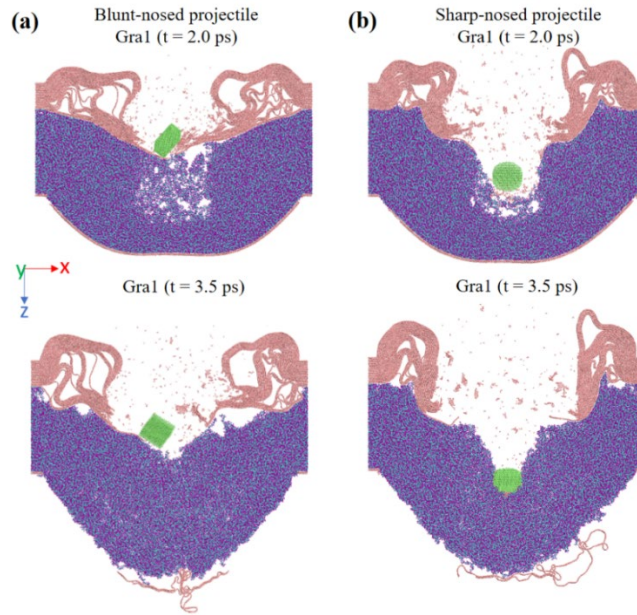 (a)
Blunt-nosed projectile
Gra1 (t = 2.0 ps)
(b)
Sharp-nosed projectile
Gra1 (t = 2.0 ps)
y
x
z
Gra1 (t = 3.5 ps)
Gra1 (t = 3.5 ps)